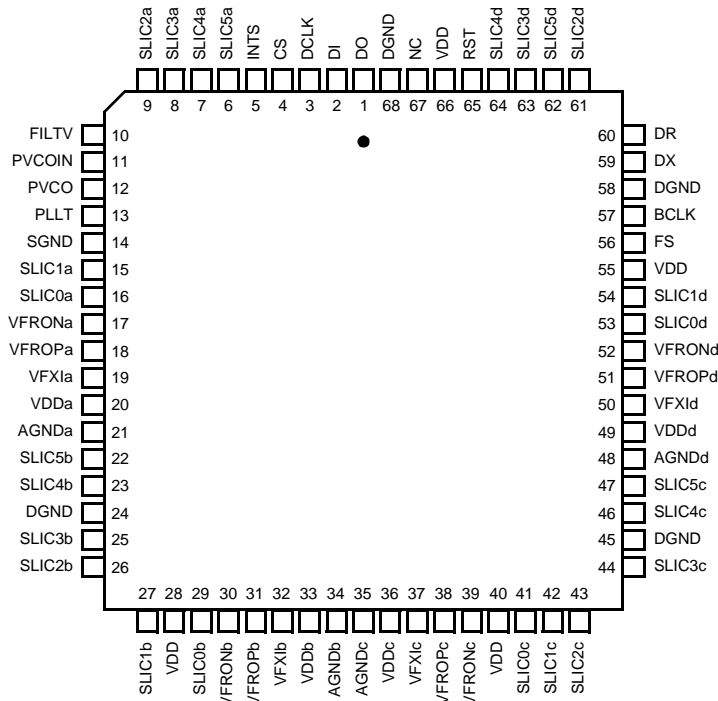 SLIC2a SLIC3a SLIC4a SLIC5a INTS CS DCLK DI DO DGND NC VDD RST SLIC4d SLIC3d SLIC5d SLIC2d
9 8 7 6 5 4 3 2 1 68 67 66 65 64 63 62 61
FILTV 10 60 DR
PVCOIN 11 59 DX
PVCO 12 58 DGND
PLLT 13 57 BCLK
SGND 14 56 FS
SLIC1a 15 55 VDD
SLIC0a 16 54 SLIC1d
VFRONa 17 53 SLIC0d
VFROPa 18 52 VFRONd
VFXIa 19 51 VFROPd
VDDa 20 50 VFXId
AGNDa 21 49 VDDd
SLIC5b 22 48 AGNDd
SLIC4b 23 47 SLIC5c
DGND 24 46 SLIC4c
SLIC3b 25 45 DGND
SLIC2b 26 44 SLIC3c
27 28 29 30 31 32 33 34 35 36 37 38 39 40 41 42 43
SLIC1b VDD SLIC0b VFRONb VFROPb VFXIb VDDb AGNDb AGNDc VDDc VFXIc VFROPc VFRONc VDD SLIC0c SLIC1c SLIC2c